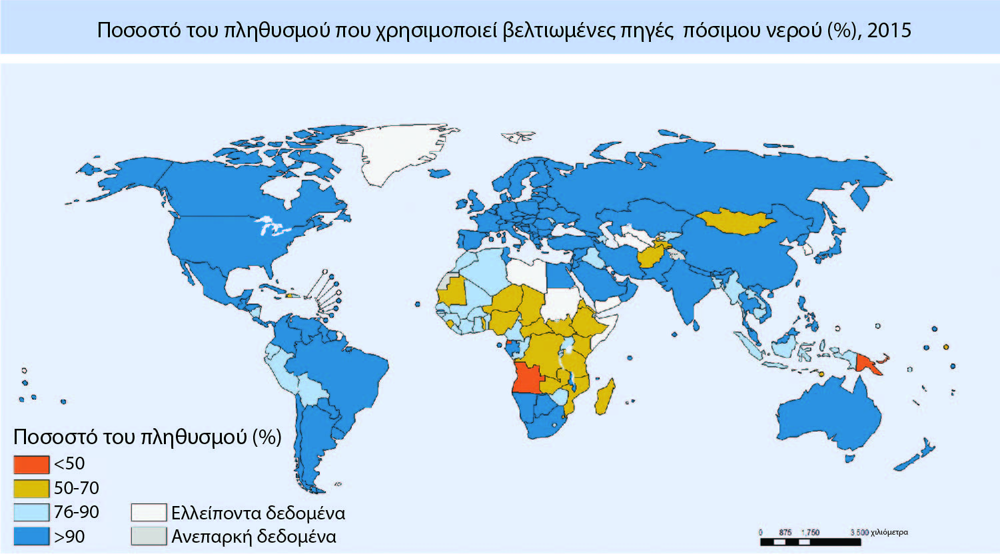 Ποσοστό του πληθυσμού που χρησιμοποιεί βελτιωμένες πηγές πόσιμου νερού (%), 2015
Ποσοστό του πληθυσμού (%)
<50
50-70
76-90
>90
Ελλείποντα δεδομένα
Ανεπαρκή δεδομένα
0 875 1,750 3,500 χιλιόμετρα